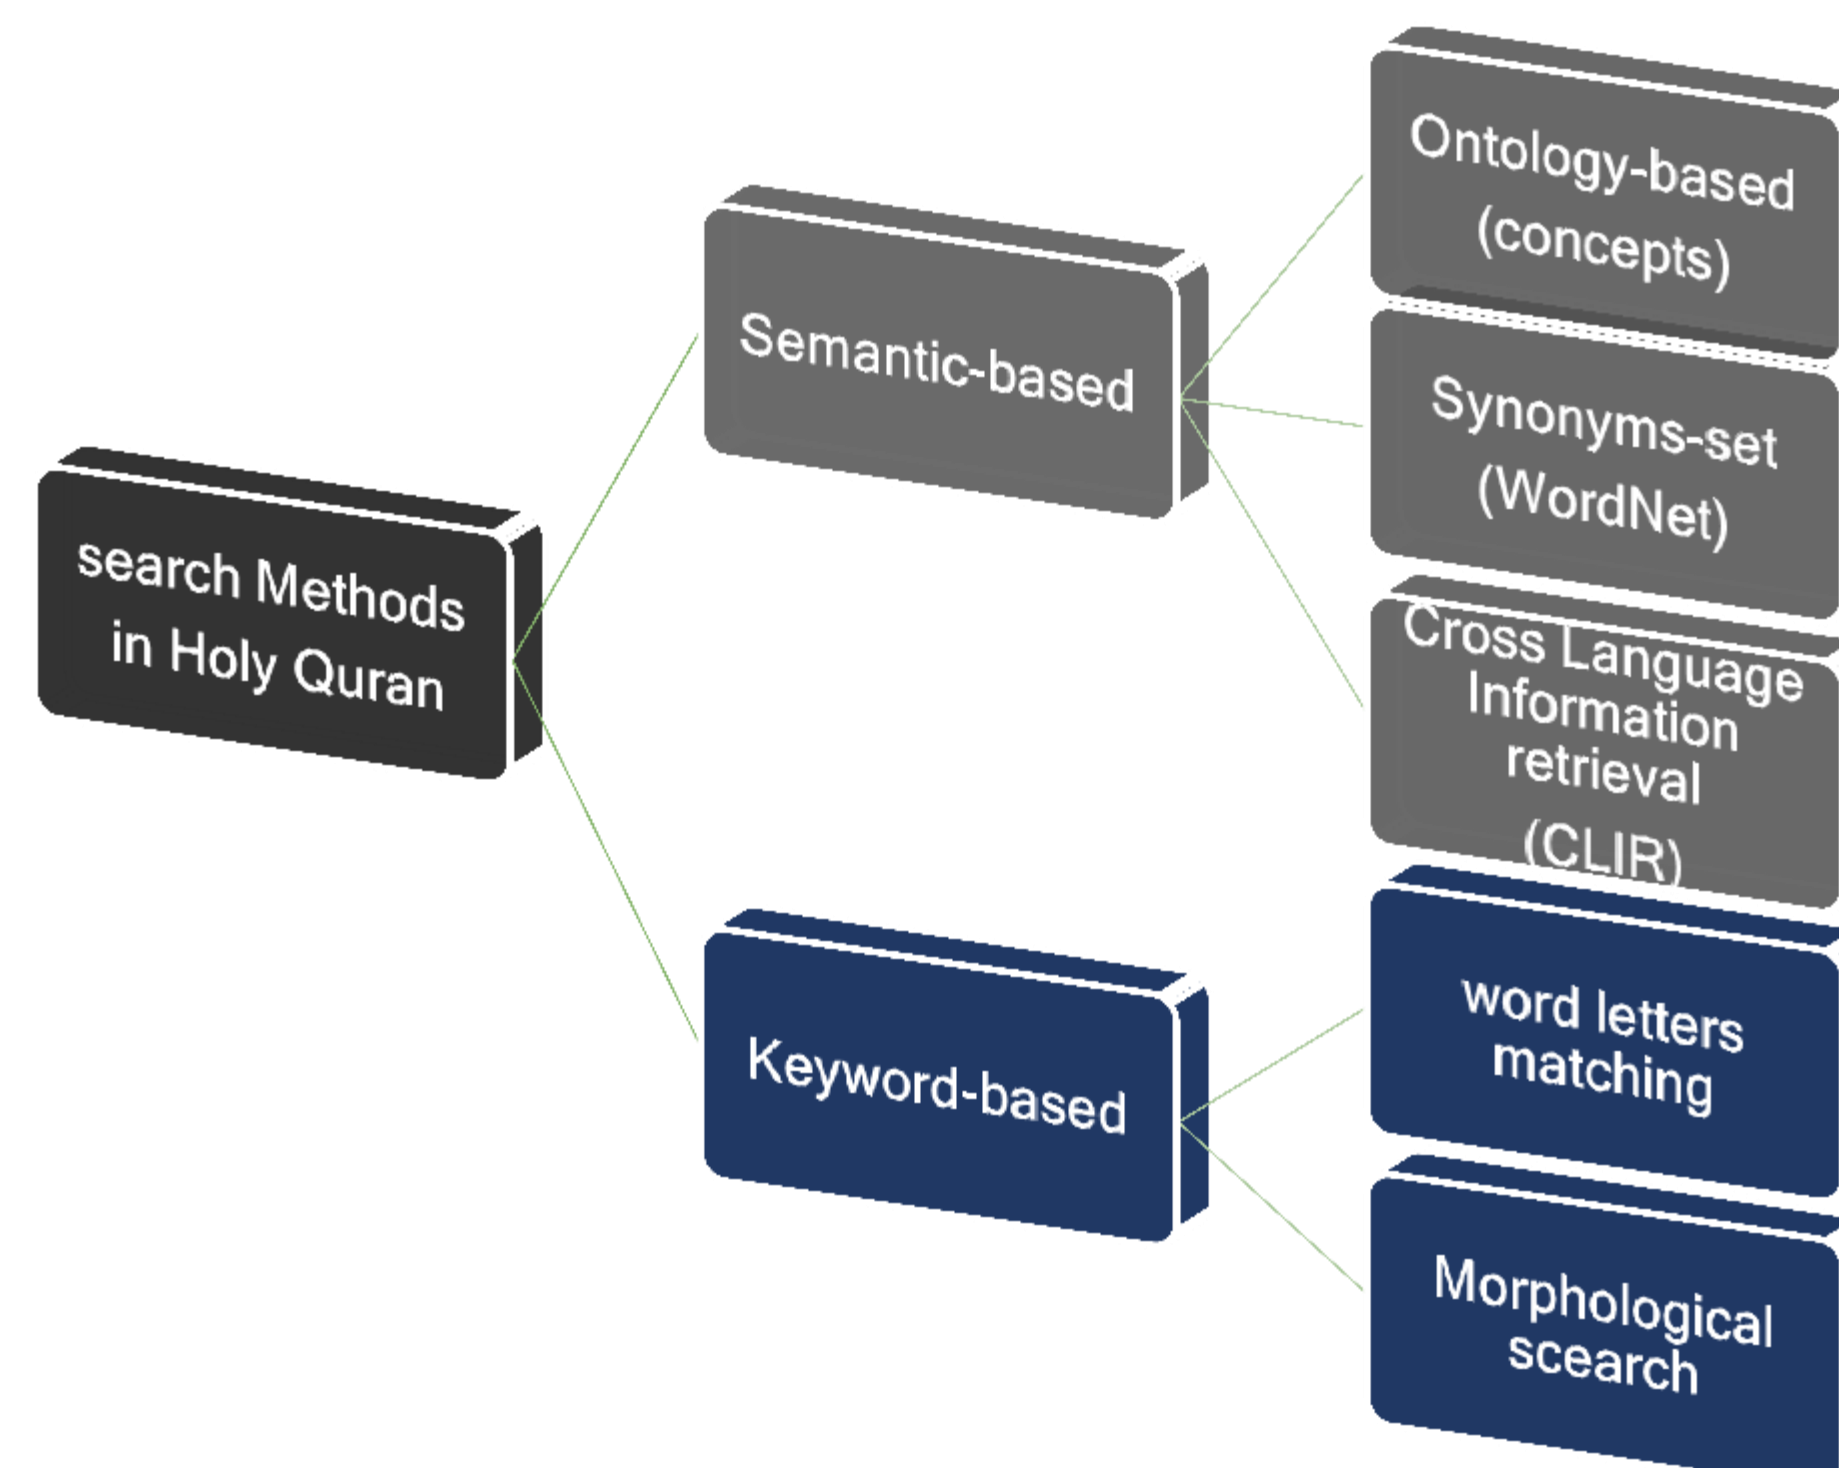 search Methods
in Holy Quran
Semantic-based
Ontology-based
(concepts)
Synonyms-set
(WordNet)
Cross Language
Information
retrieval
(CLIR)
Keyword-based
word letters
matching
Morphological
scearch